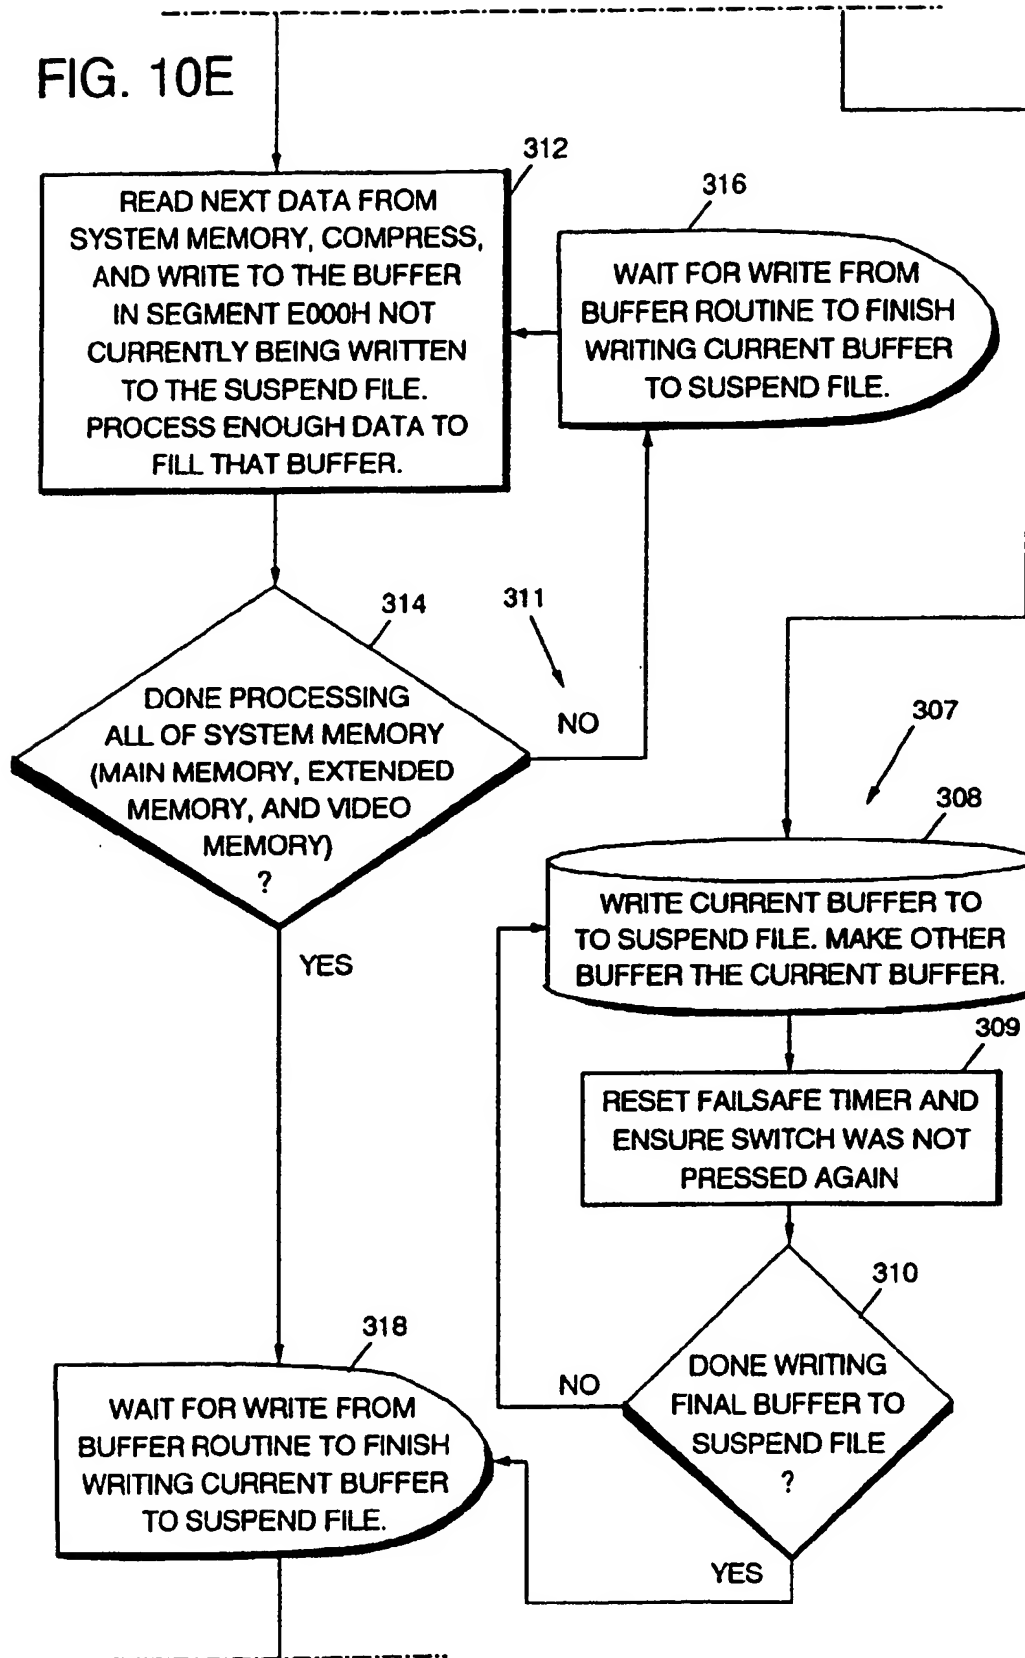 FIG. 10E
312
READ NEXT DATA FROM
SYSTEM MEMORY, COMPRESS,
AND WRITE TO THE BUFFER
IN SEGMENT E000H NOT
CURRENTLY BEING WRITTEN
TO THE SUSPEND FILE.
PROCESS ENOUGH DATA TO
FILL THAT BUFFER.
316
WAIT FOR WRITE FROM
BUFFER ROUTINE TO FINISH
WRITING CURRENT BUFFER
TO SUSPEND FILE.
314
DONE PROCESSING
ALL OF SYSTEM MEMORY
(MAIN MEMORY, EXTENDED
MEMORY, AND VIDEO
MEMORY)
?
311
NO
YES
307
308
WRITE CURRENT BUFFER TO
TO SUSPEND FILE. MAKE OTHER
BUFFER THE CURRENT BUFFER.
309
RESET FAILSAFE TIMER AND
ENSURE SWITCH WAS NOT
PRESSED AGAIN
310
DONE WRITING
FINAL BUFFER TO
SUSPEND FILE
?
NO
YES
318
WAIT FOR WRITE FROM
BUFFER ROUTINE TO FINISH
WRITING CURRENT BUFFER
TO SUSPEND FILE.